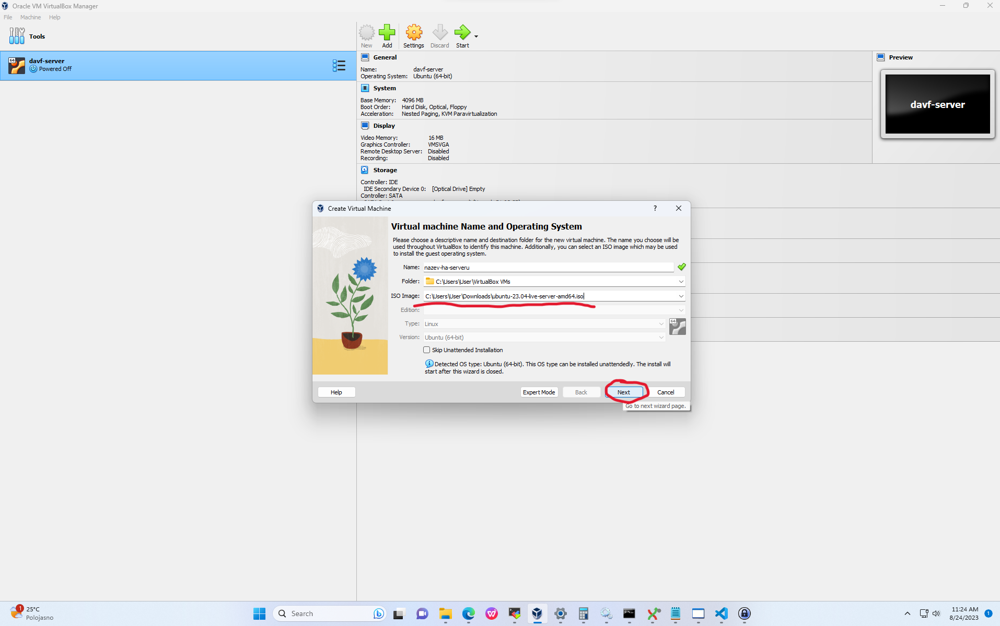 Oracle VM VirtualBox Manager
File Machine Help
Tools
New Add Settings Discard Start
64
davf-server
Powered Off
General
Name: davf-server
Operating System: Ubuntu (64-bit)
System
Base Memory: 4096 MB
Boot Order: Hard Disk, Optical, Floppy
Acceleration: Nested Paging, KVM Paravirtualization
Display
Video Memory: 16 MB
Graphics Controller: VMSVGA
Remote Desktop Server: Disabled
Recording: Disabled
Storage
Controller: IDE
IDE Secondary Device 0: [Optical Drive] Empty
Controller: SATA
Preview
davf-server
Create Virtual Machine
?
Virtual machine Name and Operating System
Please choose a descriptive name and destination folder for the new virtual machine. The name you choose will be
used throughout VirtualBox to identify this machine. Additionally, you can select an ISO image which may be used
to install the guest operating system.
Name: nazev-ha-serveru
Folder: C:\Users\User\VirtualBox VMs
ISO Image: C:\Users\User\Downloads\ubuntu-23.04-live-server-amd64.iso
Edition:
Type: Linux
64
Version: Ubuntu (64-bit)
Skip Unattended Installation
Detected OS type: Ubuntu (64-bit). This OS type can be installed unattendedly. The install will
start after this wizard is closed.
Help Expert Mode Back Next Cancel
Go to next wizard page.
1
25°C
Polojasno
Search
11:24 AM
8/24/2023
1